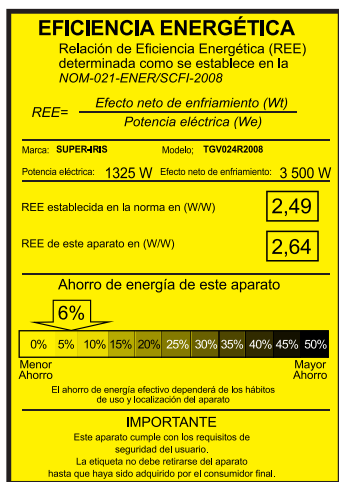 EFICIENCIA ENERGÉTICA
Relación de Eficiencia Energética (REE)
determinada como se establece en la
NOM-021-ENER/SCFI-2008
REE= Efecto neto de enfriamiento (Wt)
Potencia eléctrica (We)
Marca: SUPER-IRIS Modelo; TGV024R2008
Potencia eléctrica: 1325 W Efecto neto de enfriamiento: 3 500 W
REE establecida en la norma en (W/W) 2,49
REE de este aparato en (W/W) 2,64
Ahorro de energía de este aparato
6%
0% 5% 10% 15% 20% 25% 30% 35% 40% 45% 50%
Menor Mayor
Ahorro Ahorro
El ahorro de energía efectivo dependerá de los hábitos
de uso y localización del aparato
IMPORTANTE
Este aparato cumple con los requisitos de
seguridad del usuario.
La etiqueta no debe retirarse del aparato
hasta que haya sido adquirido por el consumidor final.